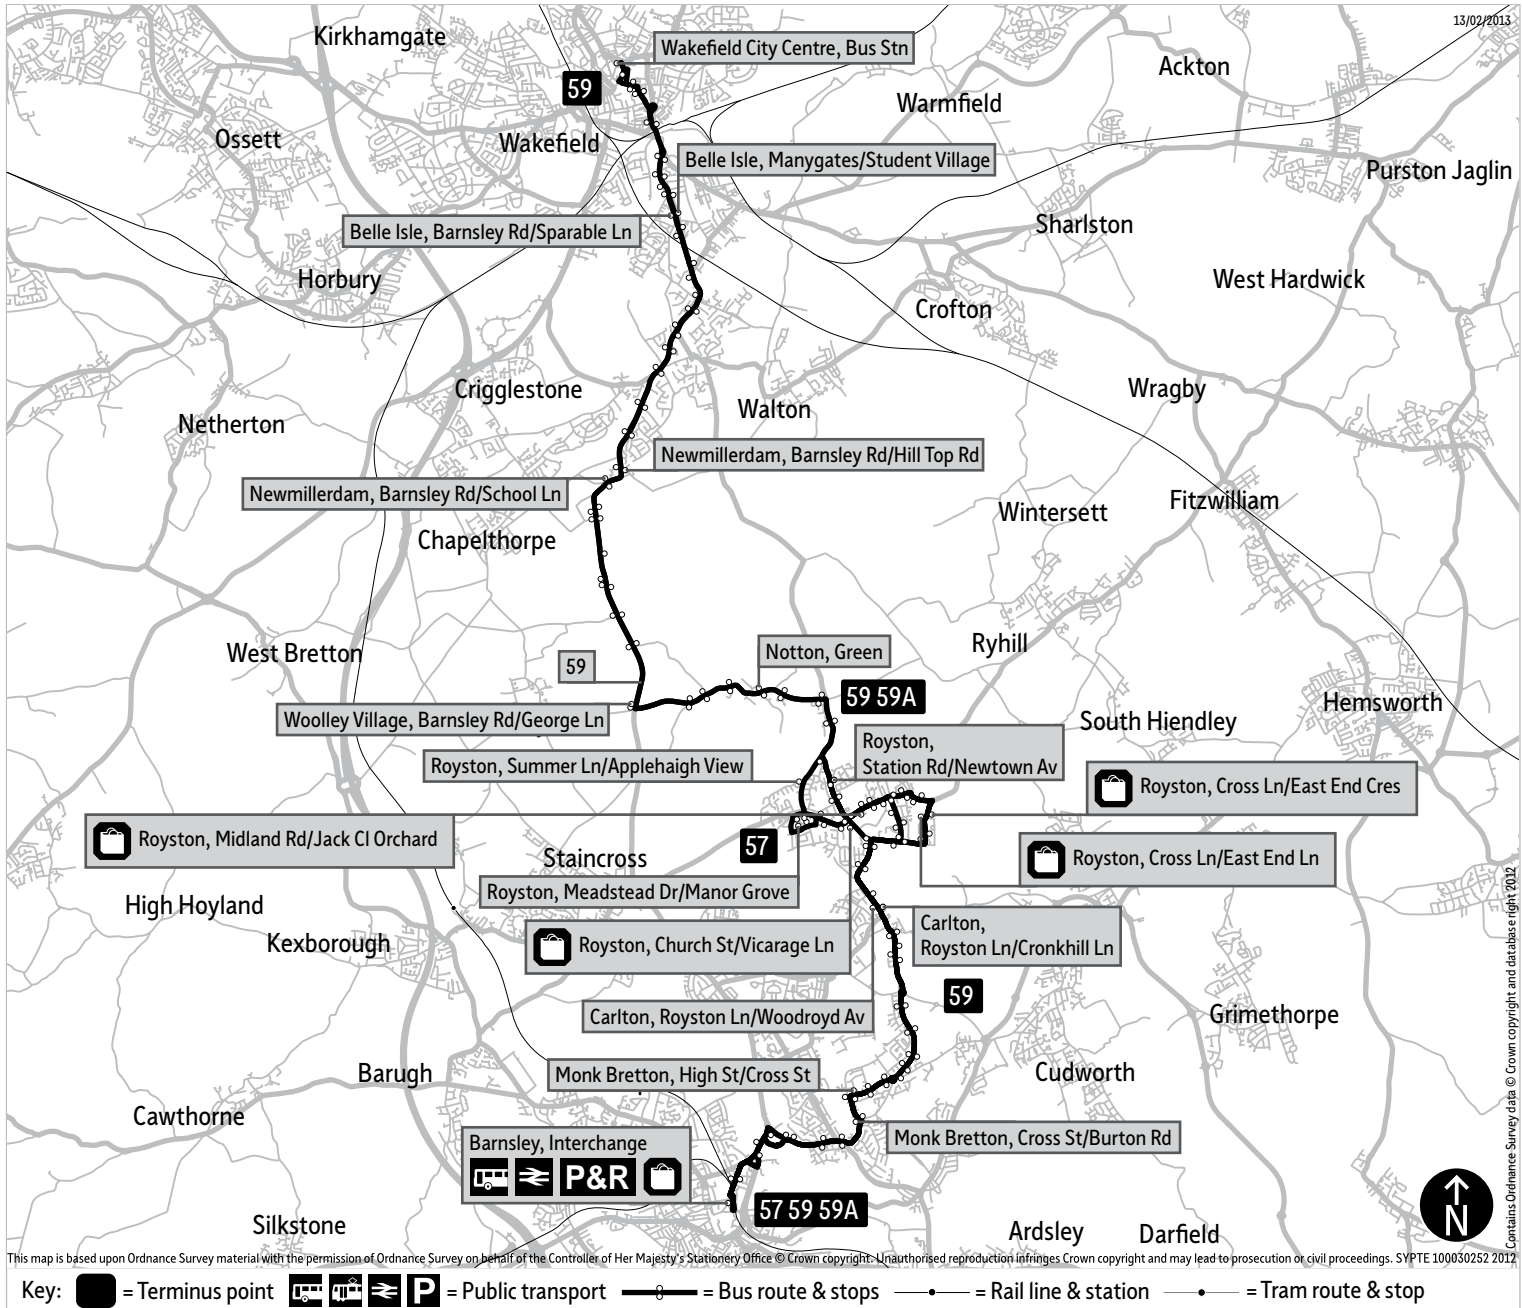 13/02/2013
Kirkhamgate
Wakefield City Centre, Bus Stn
Ackton
59
Warmfield
Ossett
Wakefield
Belle Isle, Manygates/Student Village
Purston Jaglin
Belle Isle, Barnsley Rd/Sparable Ln
Sharlston
Horbury
West Hardwick
Crofton
Crigglestone
Wragby
Walton
Netherton
Newmillerdam, Barnsley Rd/Hill Top Rd
Newmillerdam, Barnsley Rd/School Ln
Fitzwilliam
Wintersett
Chapelthorpe
West Bretton
Notton, Green
Ryhill
59
59 59A
Hemsworth
Woolley Village, Barnsley Rd/George Ln
South Hiendley
Royston,
Station Rd/Newtown Av
Royston, Summer Ln/Applehaigh View
Royston, Cross Ln/East End Cres
Royston, Midland Rd/Jack Cl Orchard
57
Staincross
Royston, Cross Ln/East End Ln
Royston, Meadstead Dr/Manor Grove
High Hoyland
Kexborough
Royston, Church St/Vicarage Ln
Carlton,
Royston Ln/Cronkhill Ln
59
Carlton, Royston Ln/Woodroyd Av
Grimethorpe
Barugh
Monk Bretton, High St/Cross St
Cudworth
Cawthorne
Barnsley, Interchange
P&R
Monk Bretton, Cross St/Burton Rd
57 59 59A
Silkstone
Ardsley
Darfield
N
Contains Ordnance Survey data © Crown copyright and database right 2012
This map is based upon Ordnance Survey material with the permission of Ordnance Survey on behalf of the Controller of Her Majesty's Stationery Office © Crown copyright. Unauthorised reproduction infringes Crown copyright and may lead to prosecution or civil proceedings. SYPTE 100030252 2012
Key: = Terminus point P = Public transport = Bus route & stops = Rail line & station = Tram route & stop